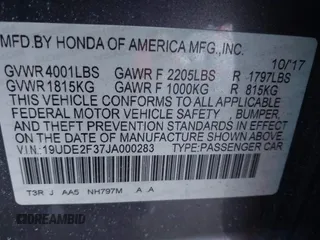 MFD.BY HONDA OF AMERICA MFG.,INC.
10/17
GVWR 4001LBS GAWR F 2205LBS R 1797LBS
GVWR 1815KG GAWR F 1000KG R 815KG
THIS VEHICLE CONFORMS TO ALL APPLICABLE
FEDERAL MOTOR VEHICLE SAFETY , BUMPER,
AND THEFT PREVENTION STANDARDS IN EFFECT
ON THE DATE OF MANUFACTURE SHOWN ABOVE.
V.I.N: 19UDE2F37JA000283 TYPE:PASSENGER CAR
T3R J AA5 NH797M A A
© DREAMBID